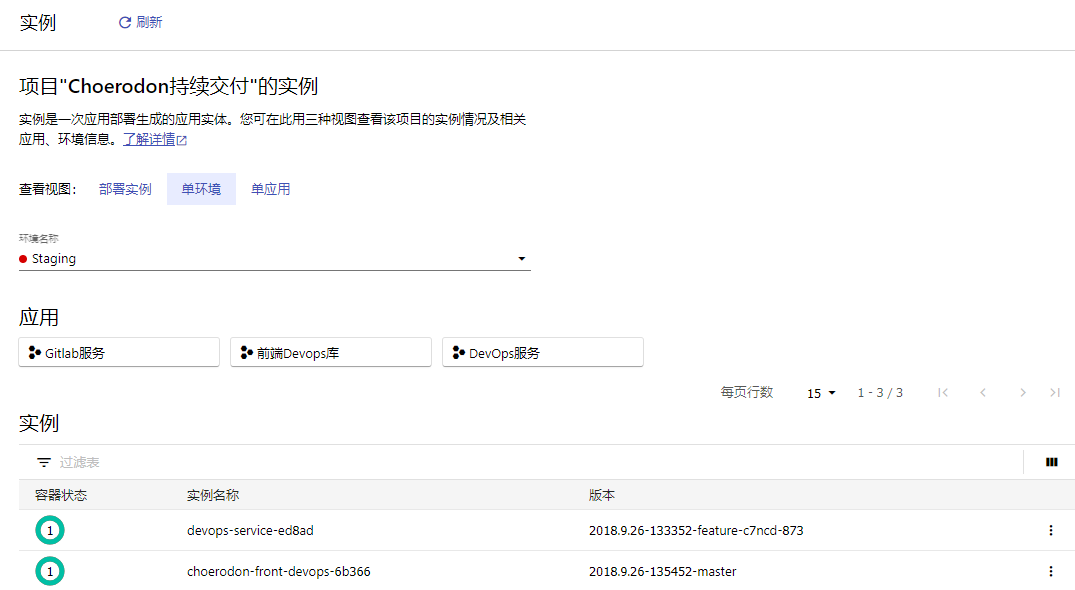 实例 刷新
项目"Choerodon持续交付"的实例
实例是一次应用部署生成的应用实体。您可在此用三种视图查看该项目的实例情况及相关
应用、环境信息。了解详情
查看视图： 部署实例 单环境 单应用
环境名称
Staging
应用
Gitlab服务 前端Devops库 DevOps服务
每页行数 15 1 - 3 / 3
实例
过滤表
容器状态 实例名称 版本
1 devops-service-ed8ad 2018.9.26-133352-feature-c7ncd-873
1 choerodon-front-devops-6b366 2018.9.26-135452-master